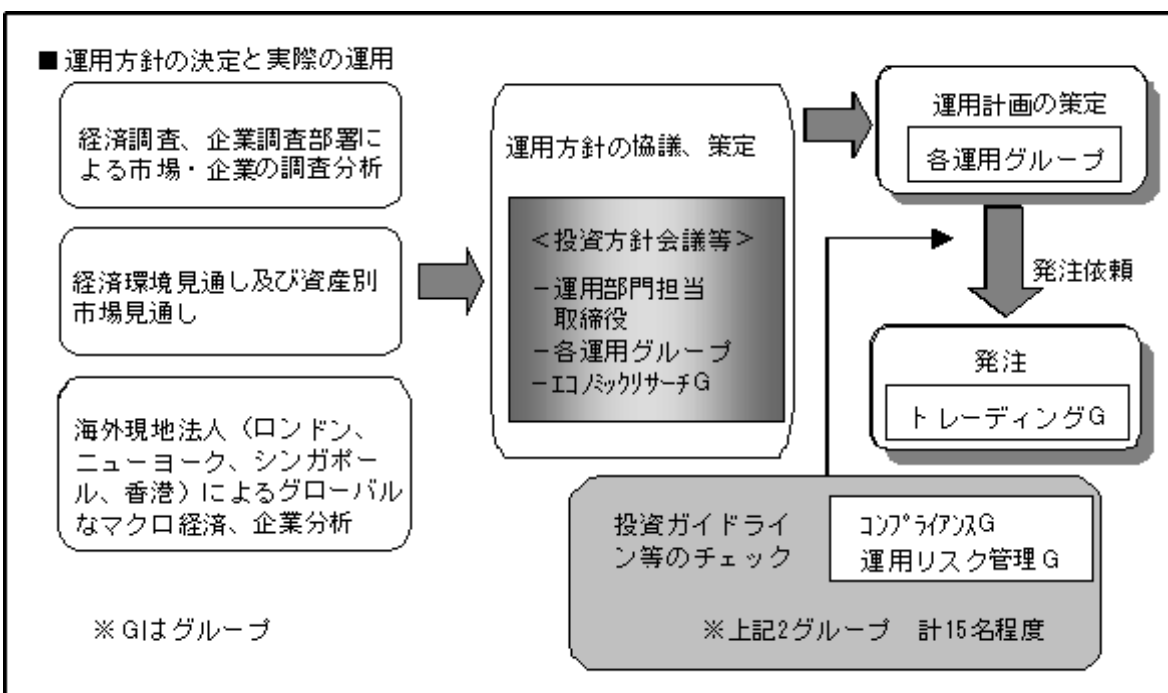 ■運用方針の決定と実際の運用
経済調査、企業調査部署に
よる市場・企業の調査分析
経済環境見通し及び資産別
市場見通し
海外現地法人（ロンドン、
ニューヨーク、シンガポー
ル、香港）によるグローバル
なマクロ経済、企業分析
※Gはグループ
運用方針の協議、策定
＜投資方針会議等＞
－運用部門担当
取締役
－各運用グループ
－ｴｺﾉﾐｯｸﾘｻｰﾁＧ
運用計画の策定
各運用グループ
発注依頼
発注
トレーディングG
投資ガイドライ
ン等のチェック
ｺﾝﾌﾟﾗｲｱﾝｽG
運用リスク管理Ｇ
※上記2グループ　計15名程度